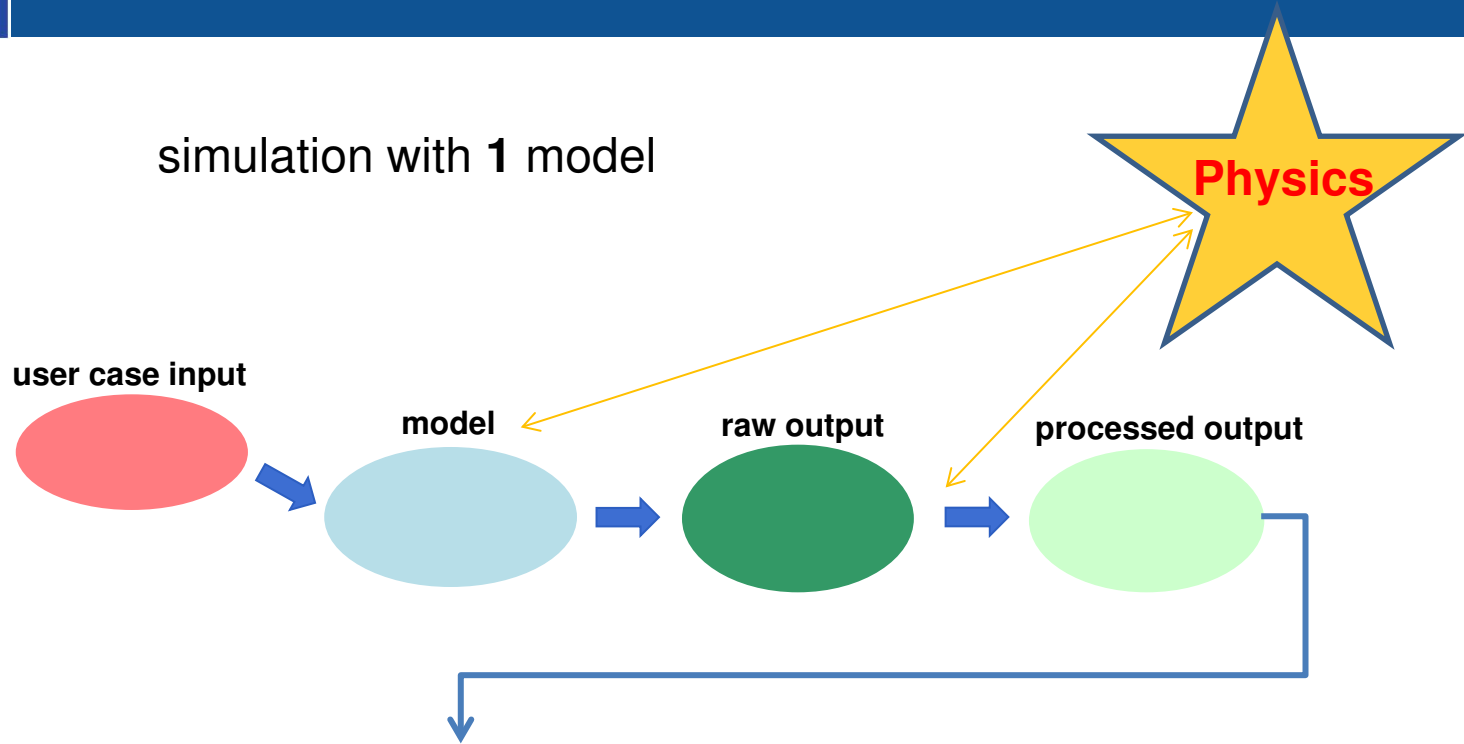 simulation with 1 model
Physics
user case input
model
raw output
processed output